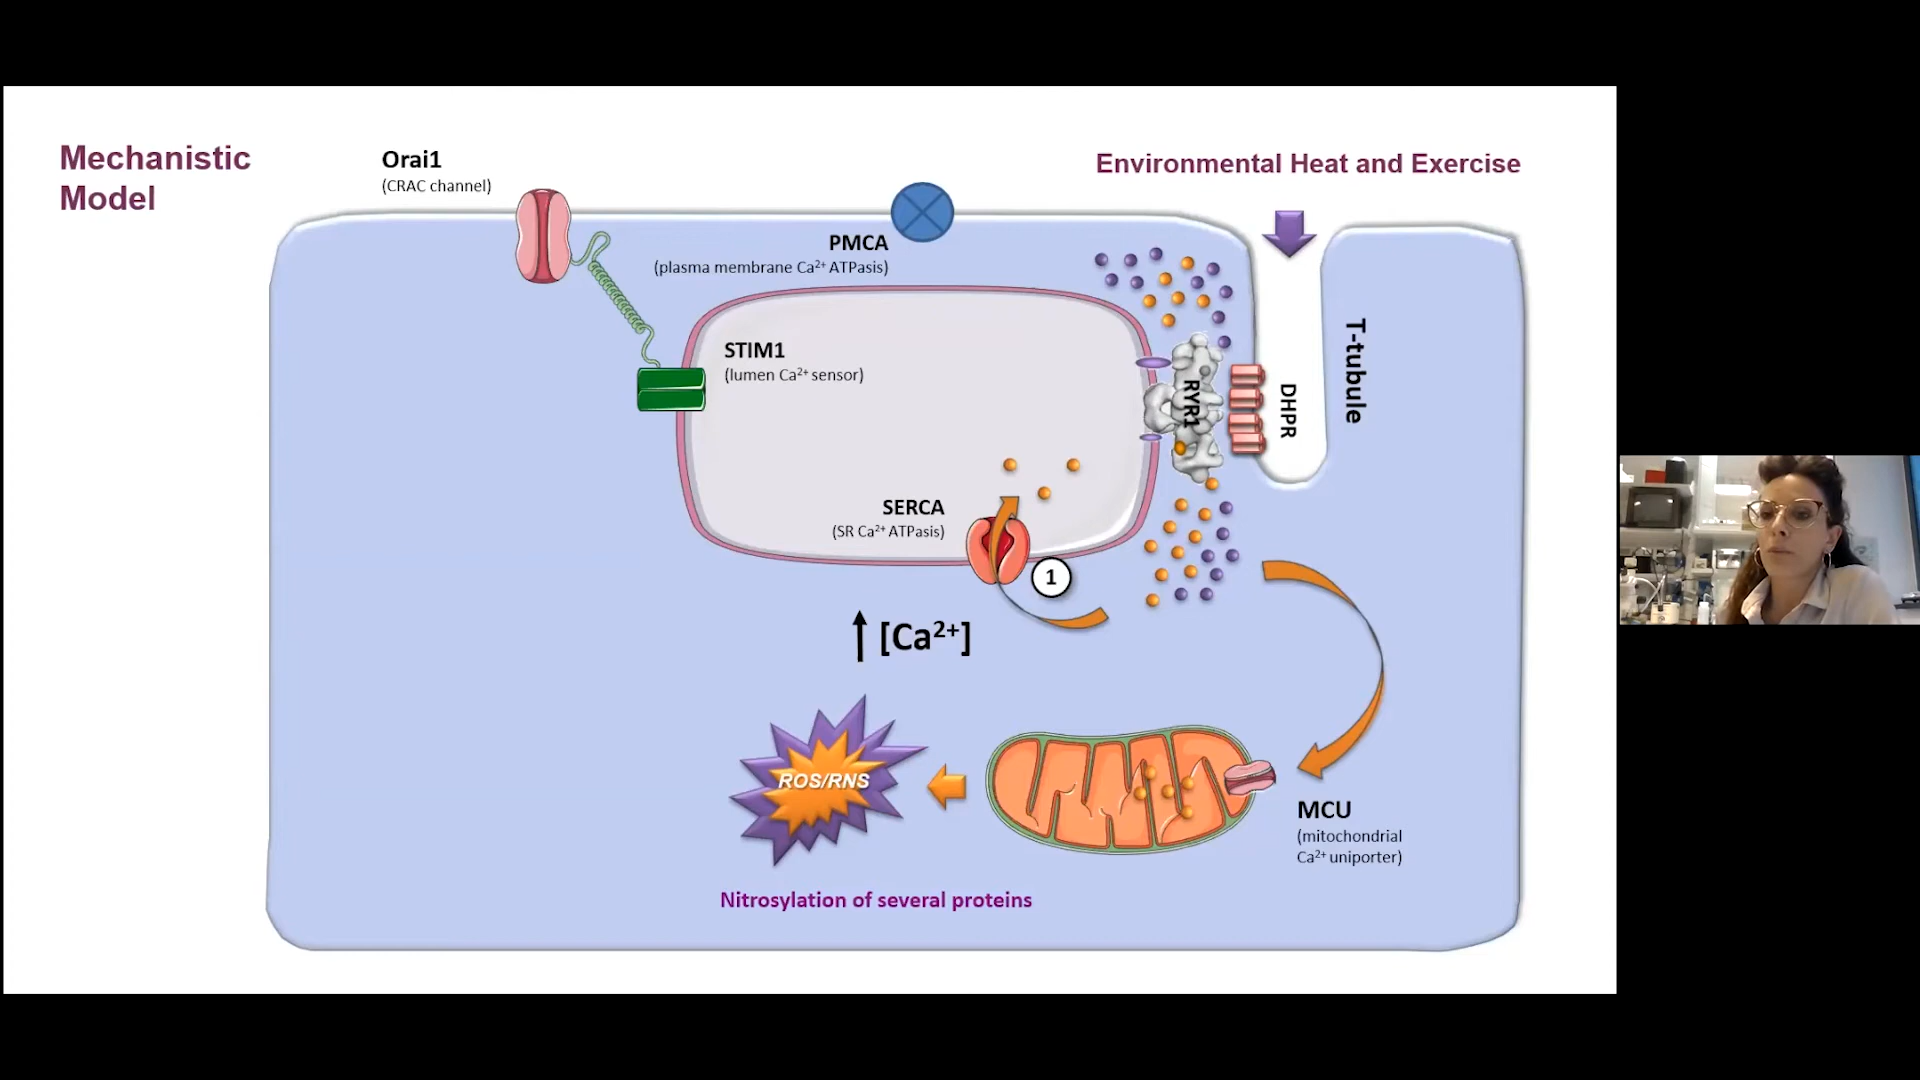 Mechanistic
Model
Orai1
(CRAC channel)
Environmental Heat and Exercise
PMCA
(plasma membrane Ca²⁺ ATPasis)
STIM1
(lumen Ca²⁺ sensor)
RYR1
DHPR
T-tubule
SERCA
(SR Ca²⁺ ATPasis)
1
[Ca²⁺]
ROS/RNS
MCU
(mitochondrial
Ca²⁺ uniporter)
Nitrosylation of several proteins